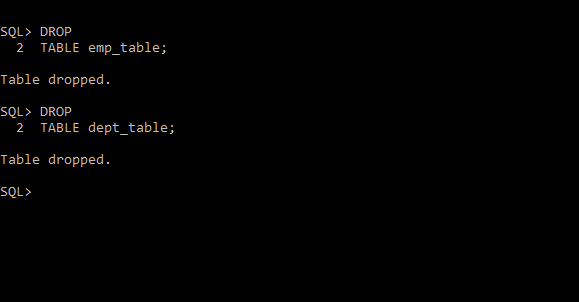 SQL> DROP
2 TABLE emp_table;
Table dropped.
SQL> DROP
2 TABLE dept_table;
Table dropped.
SQL>